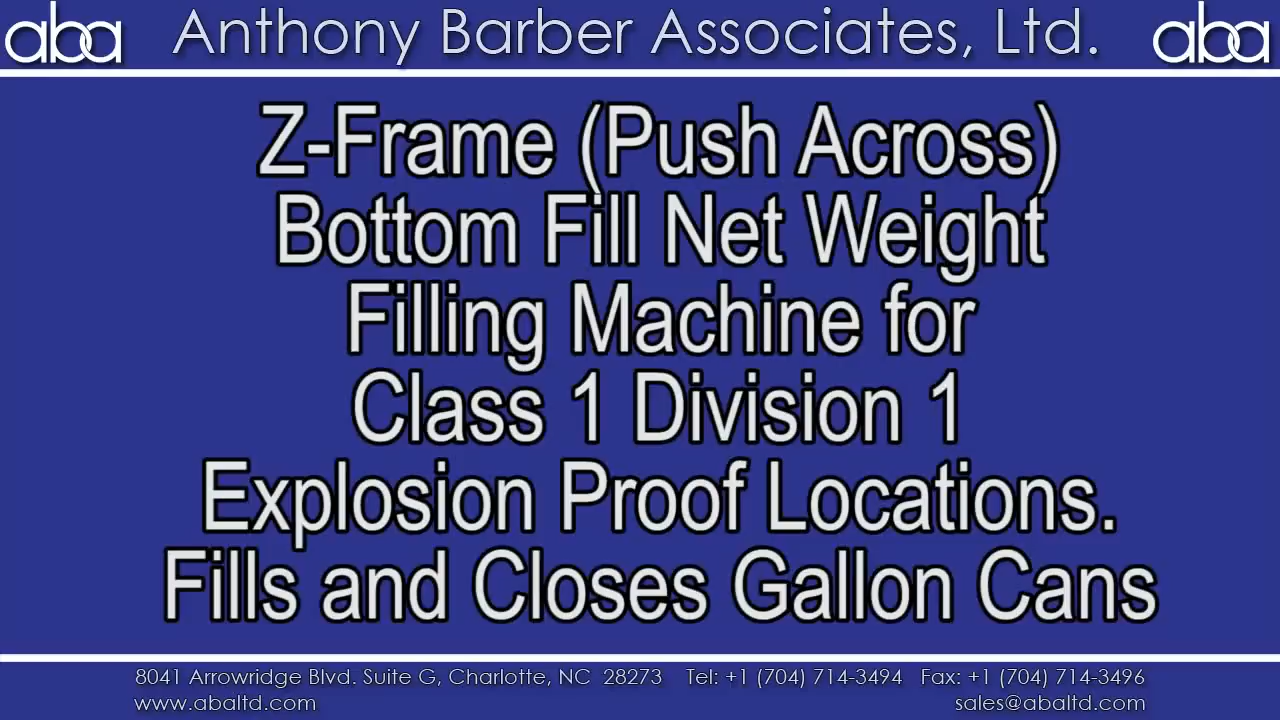 aba Anthony Barber Associates, Ltd. aba
Z-Frame (Push Across)
Bottom Fill Net Weight
Filling Machine for
Class 1 Division 1
Explosion Proof Locations.
Fills and Closes Gallon Cans
8041 Arrowridge Blvd. Suite G, Charlotte, NC 28273 Tel: +1 (704) 714-3494 Fax: +1 (704) 714-3496
www.abaltd.com sales@abaltd.com